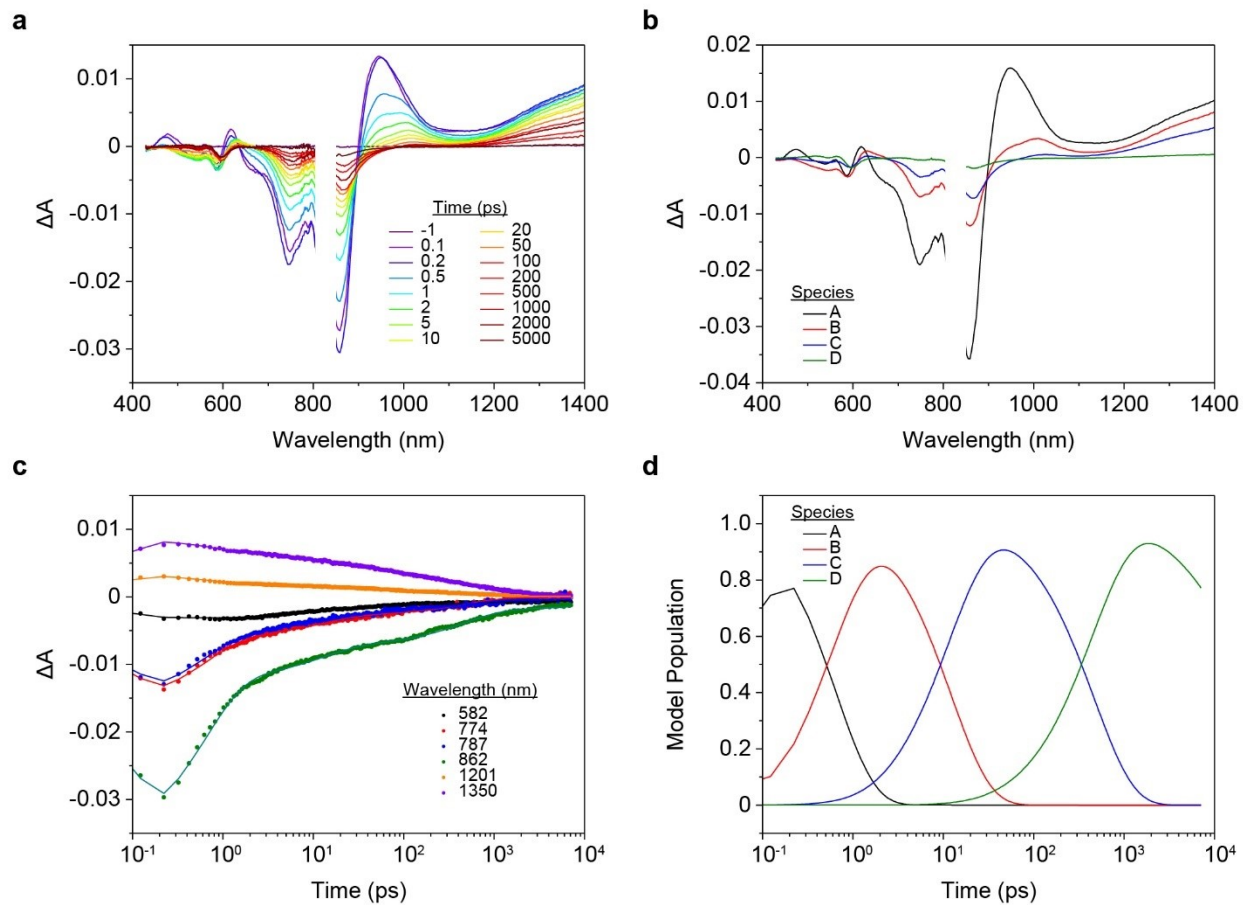 a
ΔA
0.01
0
-0.01
-0.02
-0.03
400
600
800
1000
1200
1400
Wavelength (nm)
Time (ps)
-1
0.1
0.2
0.5
1
2
5
10
20
50
100
200
500
1000
2000
5000
b
ΔA
0.02
0.01
0
-0.01
-0.02
-0.03
-0.04
400
600
800
1000
1200
1400
Wavelength (nm)
Species
A
B
C
D
c
ΔA
0.01
0
-0.01
-0.02
-0.03
10⁻¹
10⁰
10¹
10²
10³
10⁴
Time (ps)
Wavelength (nm)
582
774
787
862
1201
1350
d
Model Population
1.0
0.8
0.6
0.4
0.2
0
10⁻¹
10⁰
10¹
10²
10³
10⁴
Time (ps)
Species
A
B
C
D